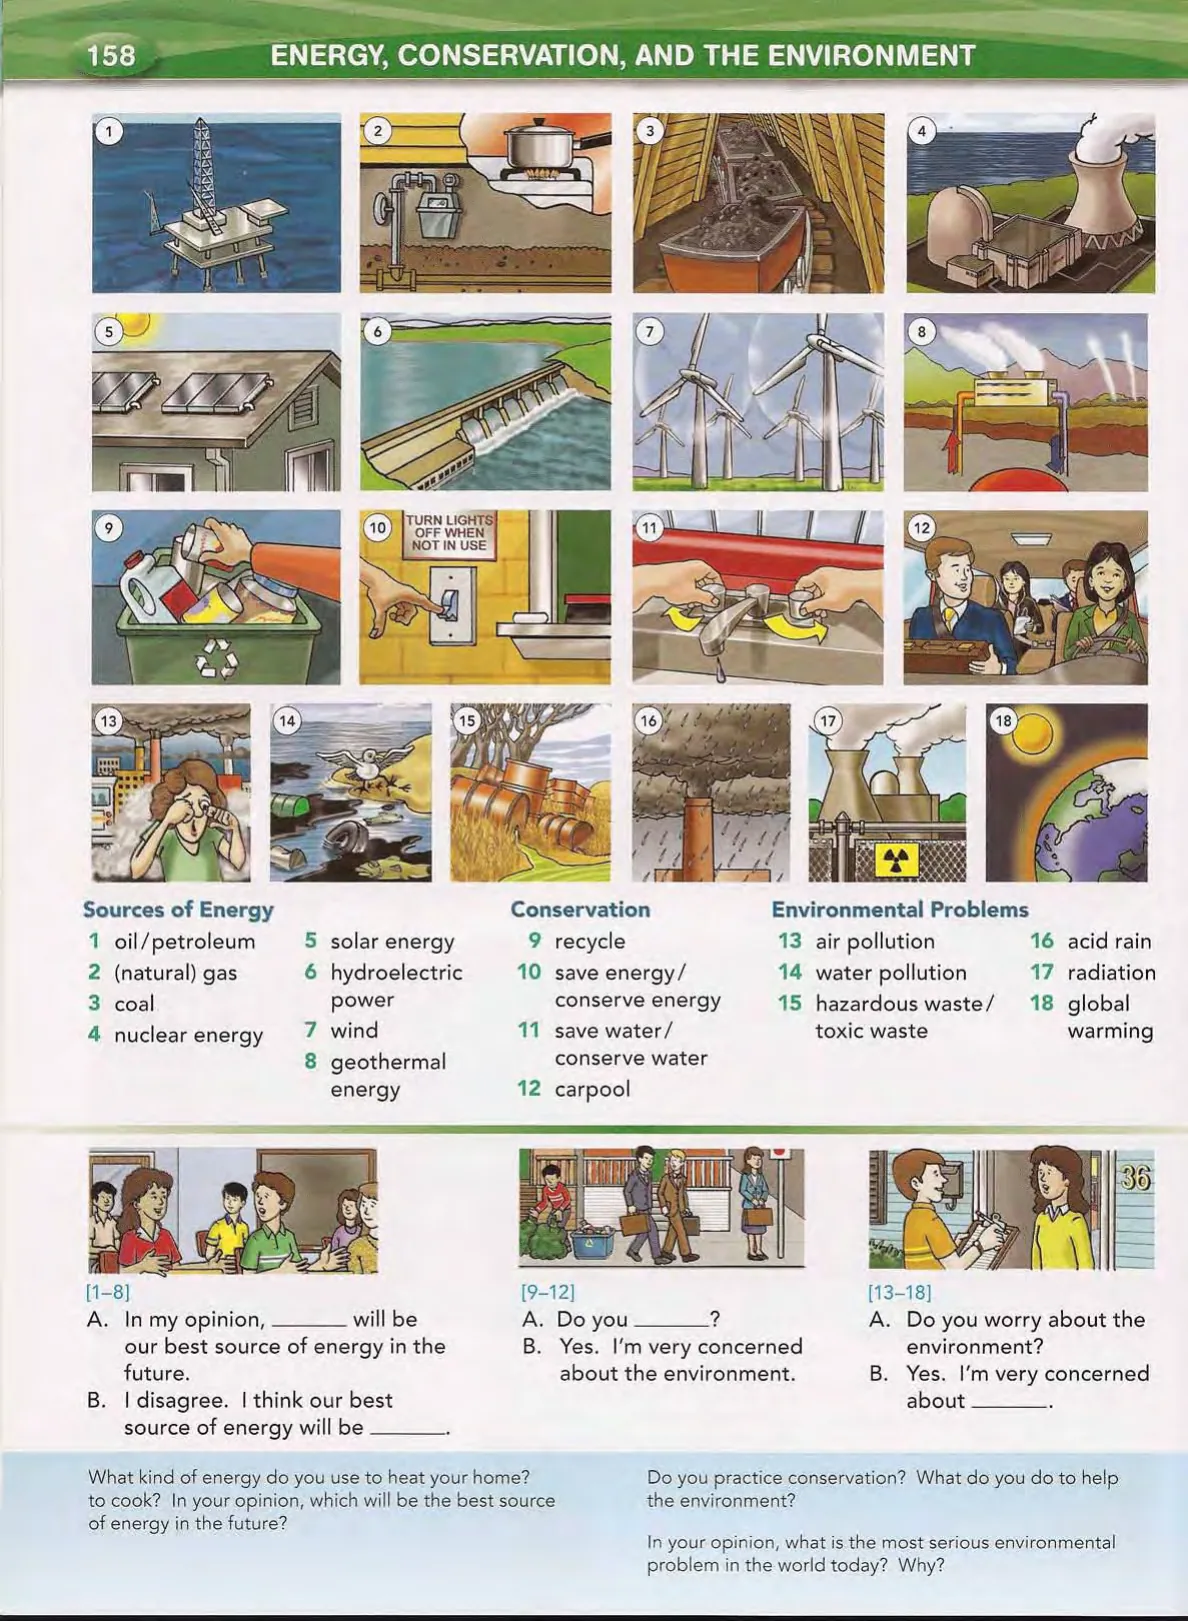 158
ENERGY, CONSERVATION, AND THE ENVIRONMENT
1
2
3
4
5
6
7
8
9
10
TURN LIGHTS
OFF WHEN
NOT IN USE
11
12
13
14
15
16
17
18
Sources of Energy
1 oil/petroleum
2 (natural) gas
3 coal
4 nuclear energy
5 solar energy
6 hydroelectric
power
7 wind
8 geothermal
energy
Conservation
9 recycle
10 save energy/
conserve energy
11 save water/
conserve water
12 carpool
Environmental Problems
13 air pollution
14 water pollution
15 hazardous waste/
toxic waste
16 acid rain
17 radiation
18 global
warming
36
[1–8]
A. In my opinion, ______ will be
our best source of energy in the
future.
B. I disagree. I think our best
source of energy will be ______.
[9–12]
A. Do you ______?
B. Yes. I'm very concerned
about the environment.
[13–18]
A. Do you worry about the
environment?
B. Yes. I'm very concerned
about ______.
What kind of energy do you use to heat your home?
to cook? In your opinion, which will be the best source
of energy in the future?
Do you practice conservation? What do you do to help
the environment?
In your opinion, what is the most serious environmental
problem in the world today? Why?